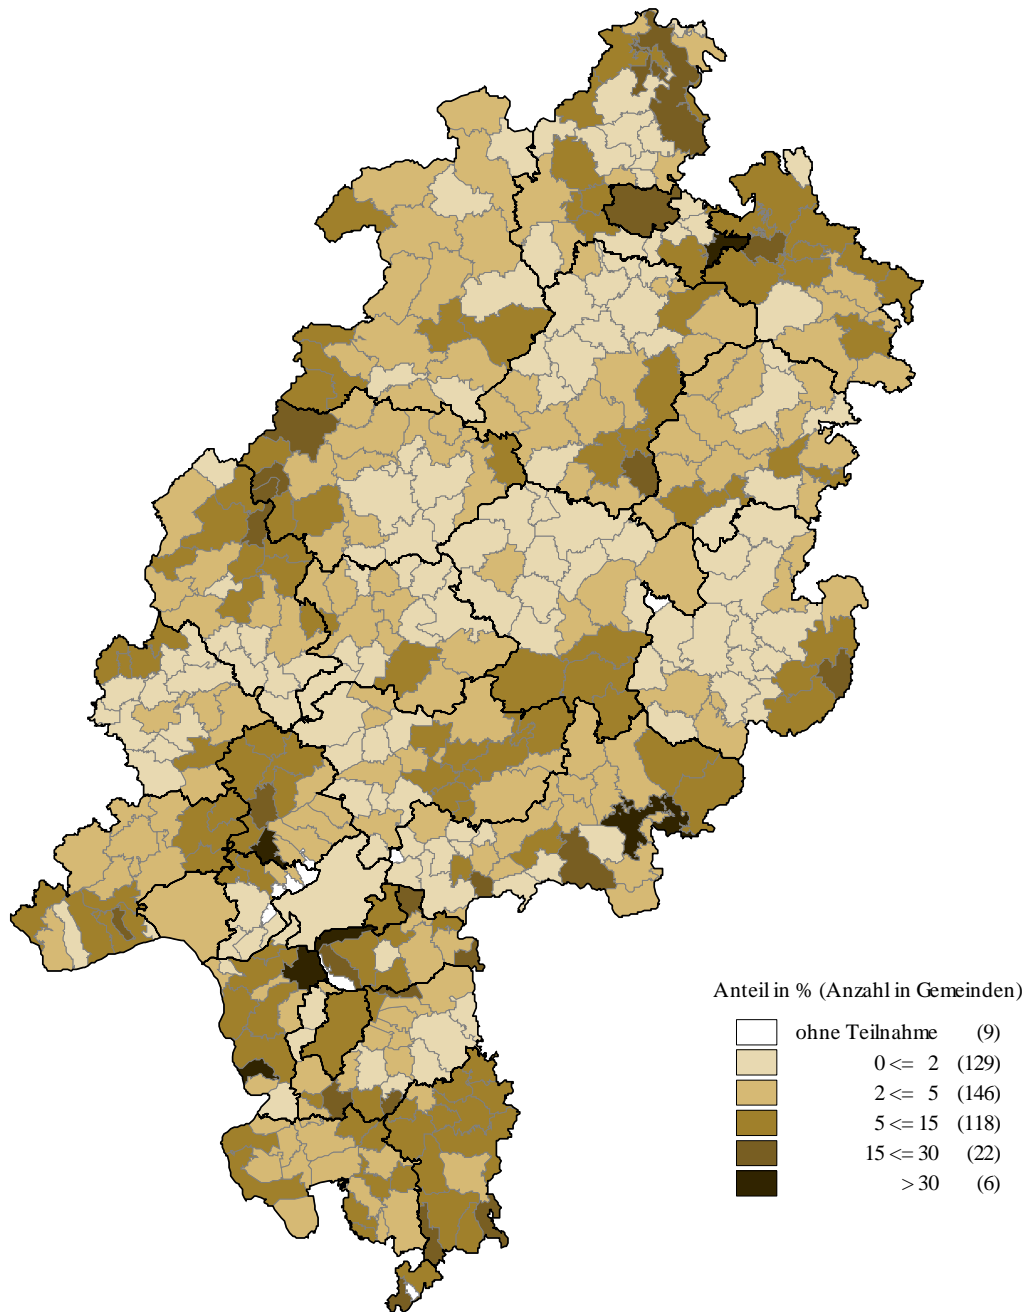 Anteil in % (Anzahl in Gemeinden)
ohne Teilnahme (9)
0 <= 2 (129)
2 <= 5 (146)
5 <= 15 (118)
15 <= 30 (22)
> 30 (6)